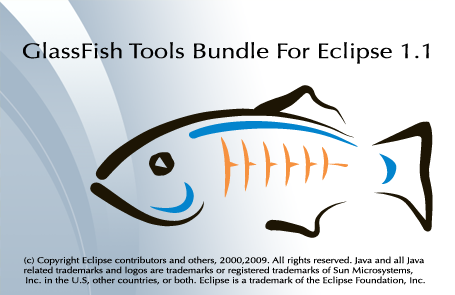 GlassFish Tools Bundle For Eclipse 1.1
(c) Copyright Eclipse contributors and others, 2000,2009. All rights reserved. Java and all Java
related trademarks and logos are trademarks or registered trademarks of Sun Microsystems,
Inc. in the U.S, other countries, or both. Eclipse is a trademark of the Eclipse Foundation, Inc.